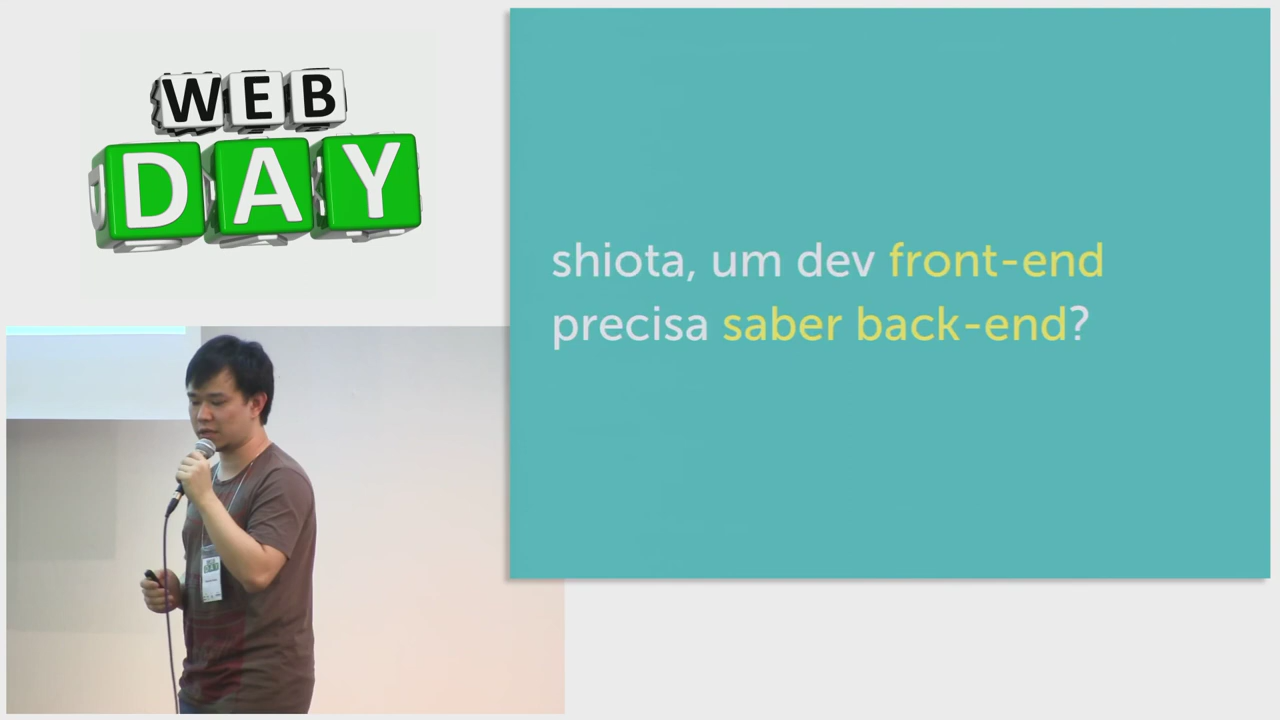 WEB
DAY
shiota, um dev front-end
precisa saber back-end?